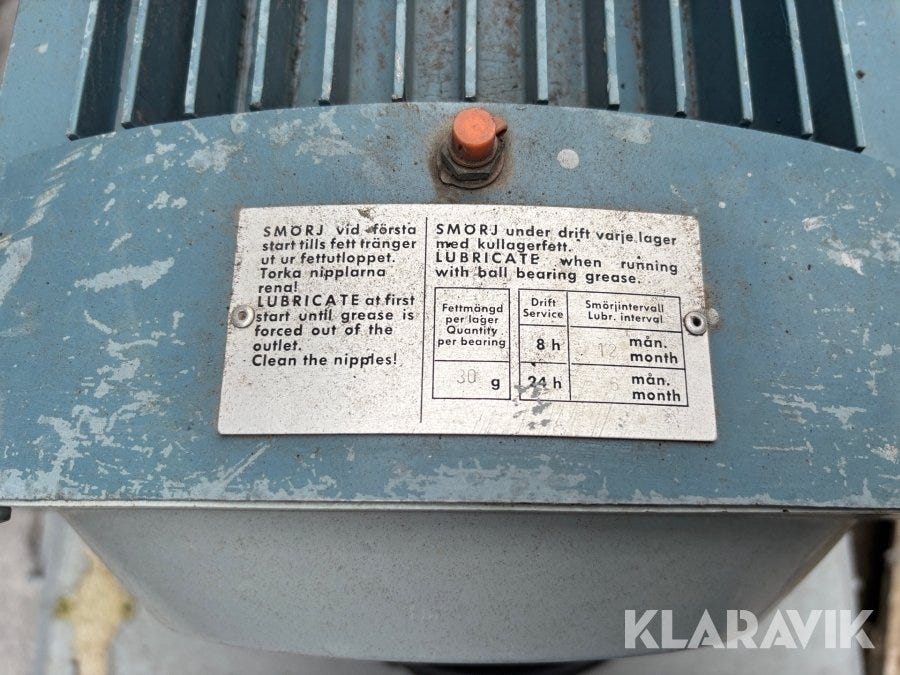 SMÖRJ vid första
start tills fett tränger
ut ur fettutloppet.
Torka nipplarna
rena!
LUBRICATE at first
start until grease is
forced out of the
outlet.
Clean the nipples!
SMÖRJ under drift varje lager
med kullagerfett.
LUBRICATE when running
with ball bearing grease.
Fettmängd
per lager
Quantity
per bearing
30 g
Drift
Service
Smörjintervall
Lubr. interval
8 h
12 mån.
month
24 h
6 mån.
month
KLARAVIK